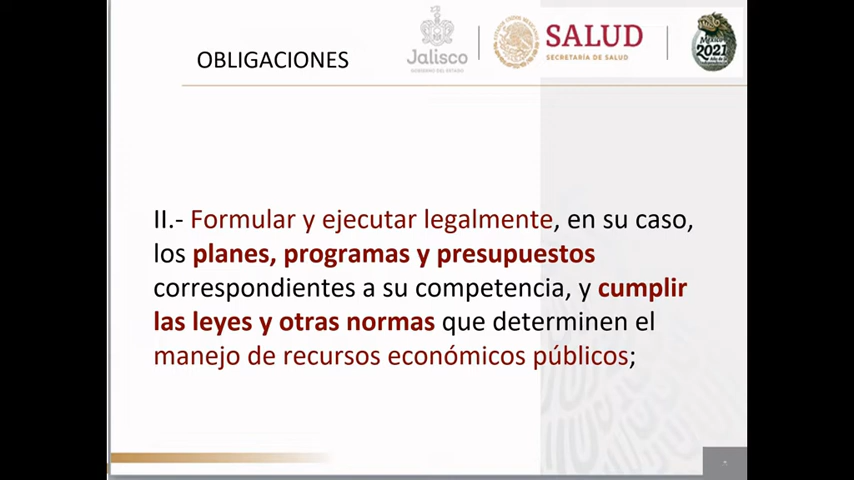 OBLIGACIONES
Jalisco
GOBIERNO DEL ESTADO
SALUD
SECRETARÍA DE SALUD
México
2021
II.- Formular y ejecutar legalmente, en su caso,
los planes, programas y presupuestos
correspondientes a su competencia, y cumplir
las leyes y otras normas que determinen el
manejo de recursos económicos públicos;